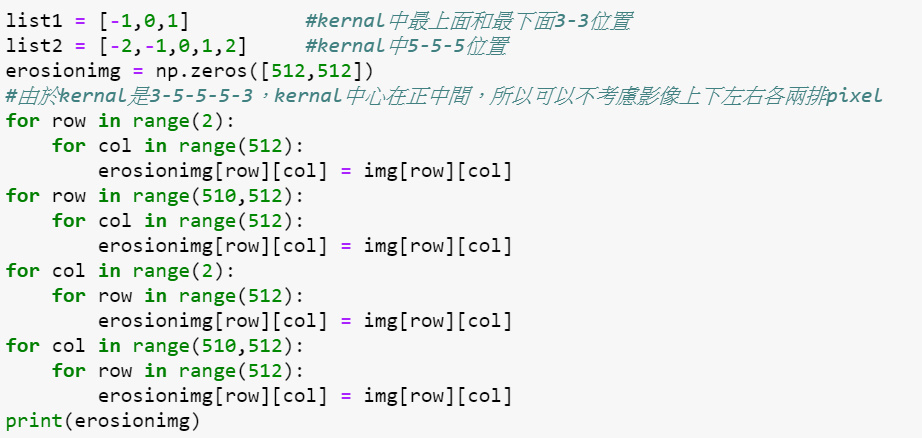 list1 = [-1,0,1]          #kernal中最上面和最下面3-3位置
list2 = [-2,-1,0,1,2]     #kernal中5-5-5位置
erosionimg = np.zeros([512,512])
#由於kernal是3-5-5-5-3，kernal中心在正中間，所以可以不考慮影像上下左右各兩排pixel
for row in range(2):
    for col in range(512):
        erosionimg[row][col] = img[row][col]
for row in range(510,512):
    for col in range(512):
        erosionimg[row][col] = img[row][col]
for col in range(2):
    for row in range(512):
        erosionimg[row][col] = img[row][col]
for col in range(510,512):
    for row in range(512):
        erosionimg[row][col] = img[row][col]
print(erosionimg)